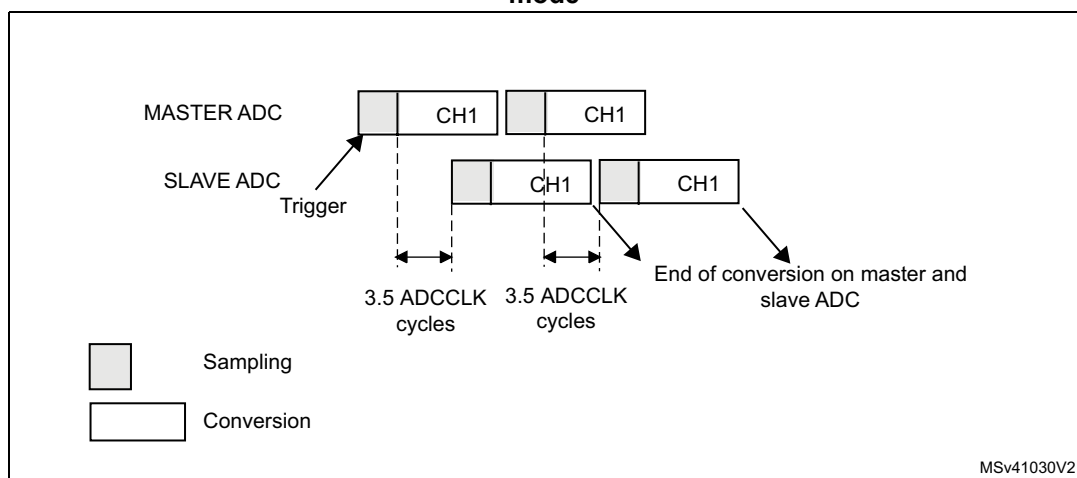 mode
MASTER ADC
CH1
CH1
SLAVE ADC
CH1
CH1
Trigger
3.5 ADCCLK
cycles
3.5 ADCCLK
cycles
End of conversion on master and
slave ADC
Sampling
Conversion
MSv41030V2